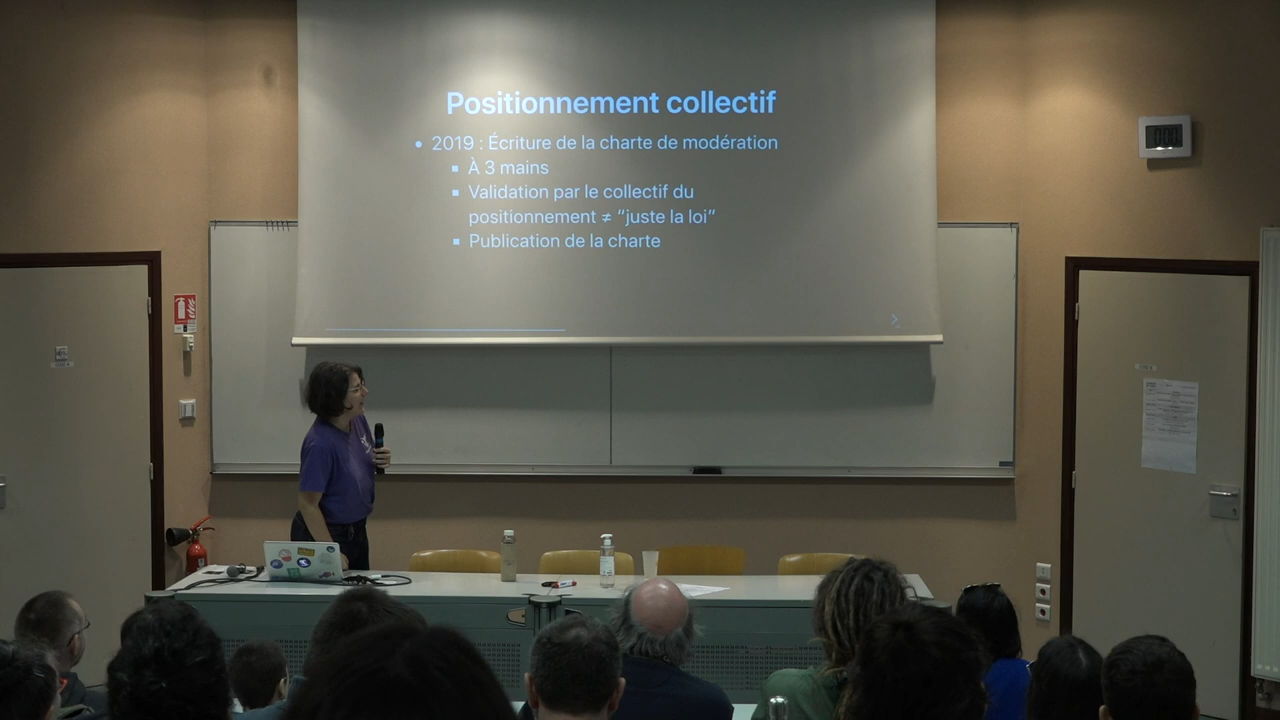 Positionnement collectif
• 2019 : Écriture de la charte de modération
▪ À 3 mains
▪ Validation par le collectif du
positionnement ≠ “juste la loi”
▪ Publication de la charte